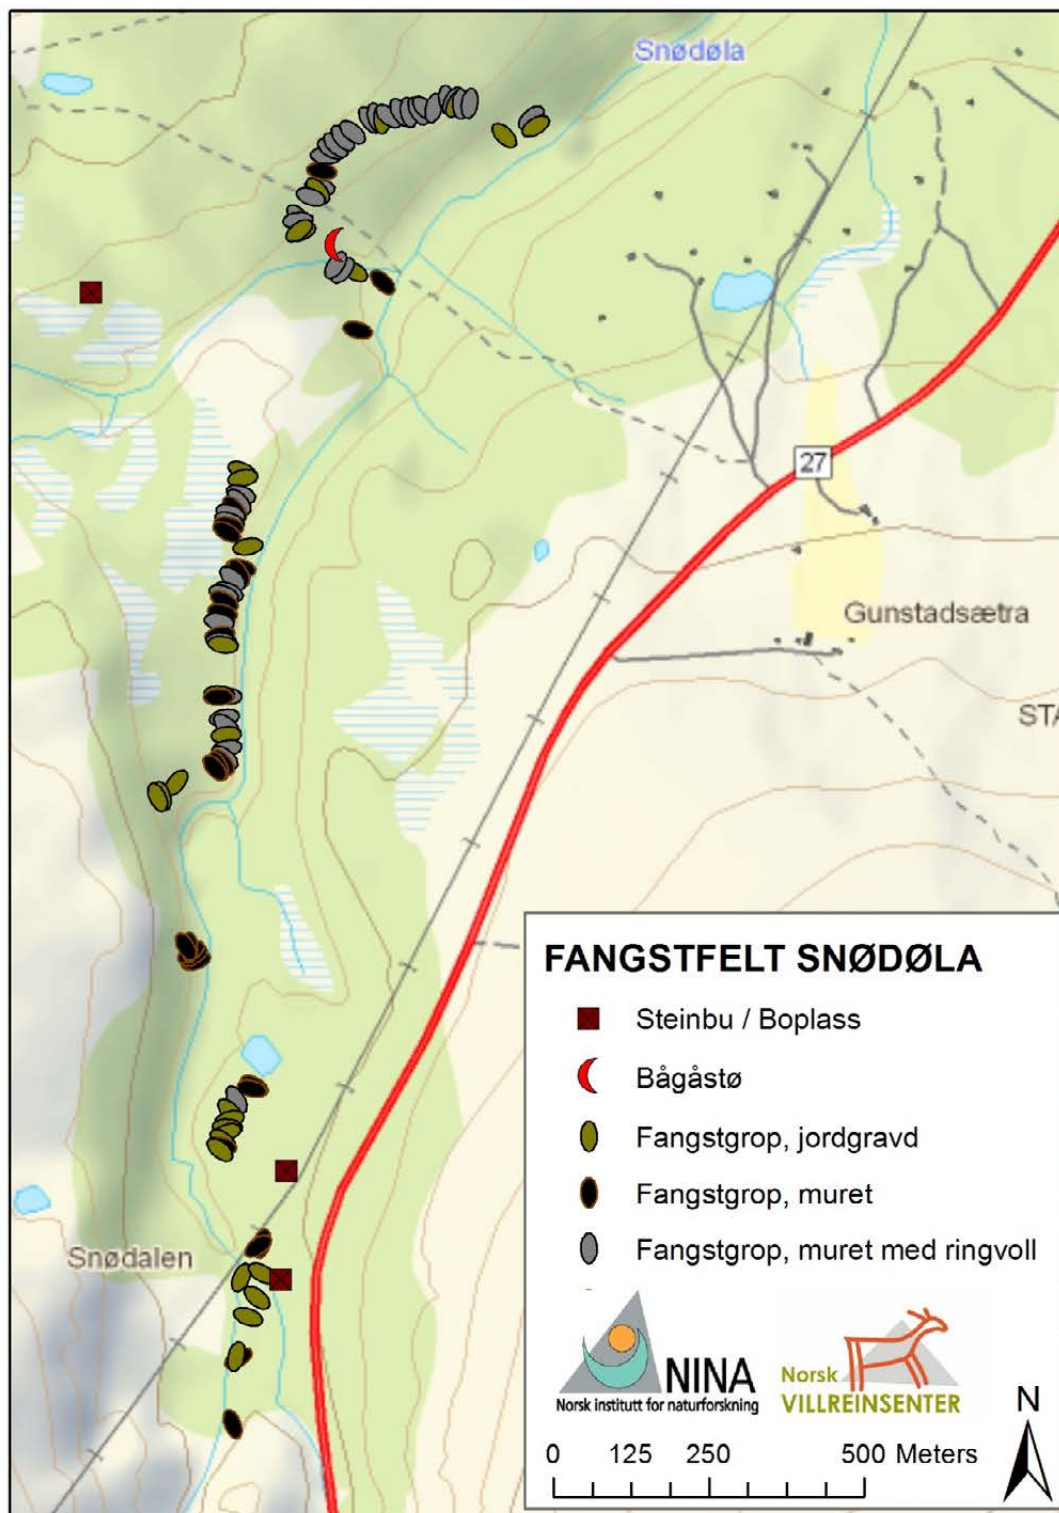 Snødøla
27
Gunstadsætra
STA
Snødalen
FANGSTFELT SNØDØLA
Steinbu / Boplass
Bågåstø
Fangstgrop, jordgravd
Fangstgrop, muret
Fangstgrop, muret med ringvoll
NINA
Norsk institutt for naturforskning
Norsk
VILLREINSENTER
N
0 125 250 500 Meters